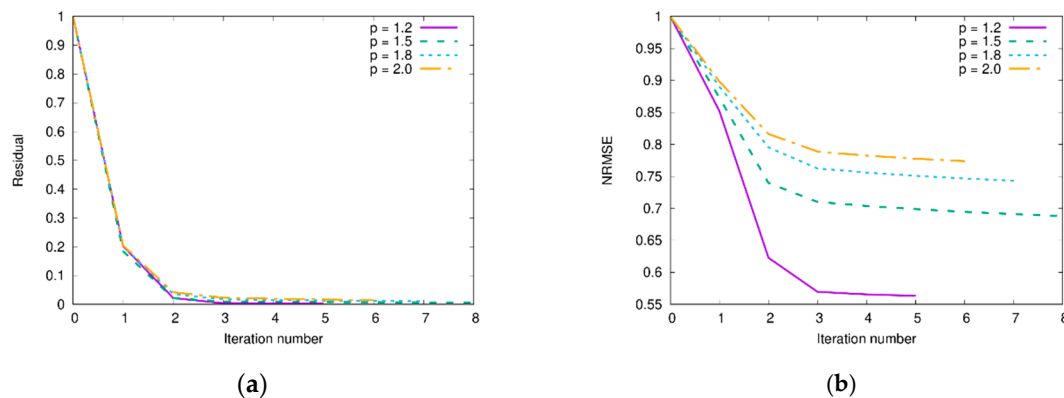 1
0.9
0.8
0.7
0.6
0.5
0.4
0.3
0.2
0.1
0
Residual
p = 1.2
p = 1.5
p = 1.8
p = 2.0
0 1 2 3 4 5 6 7 8
Iteration number
(a)
1
0.95
0.9
0.85
0.8
0.75
0.7
0.65
0.6
0.55
NRMSE
p = 1.2
p = 1.5
p = 1.8
p = 2.0
0 1 2 3 4 5 6 7 8
Iteration number
(b)